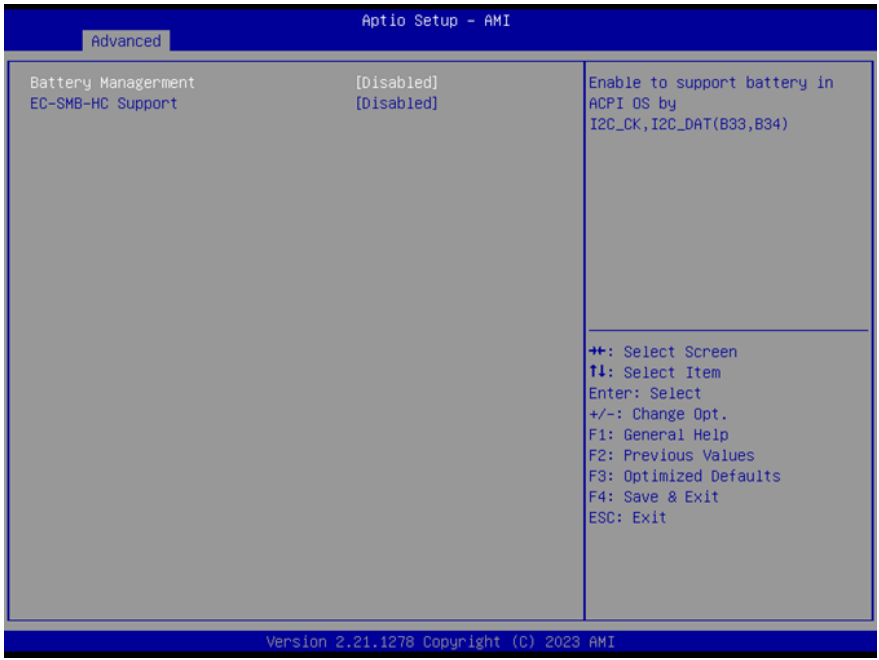 Aptio Setup – AMI
Advanced
Battery Managerment [Disabled]
EC-SMB-HC Support [Disabled]
Enable to support battery in
ACPI OS by
I2C_CK,I2C_DAT(B33,B34)
→←: Select Screen
↑↓: Select Item
Enter: Select
+/-: Change Opt.
F1: General Help
F2: Previous Values
F3: Optimized Defaults
F4: Save & Exit
ESC: Exit
Version 2.21.1278 Copyright (C) 2023 AMI